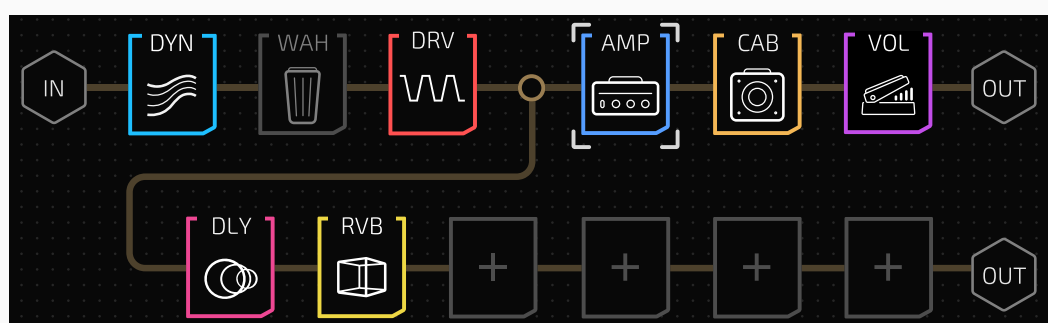 IN
DYN
WAH
DRV
AMP
CAB
VOL
OUT
DLY
RVB
+
+
+
+
OUT